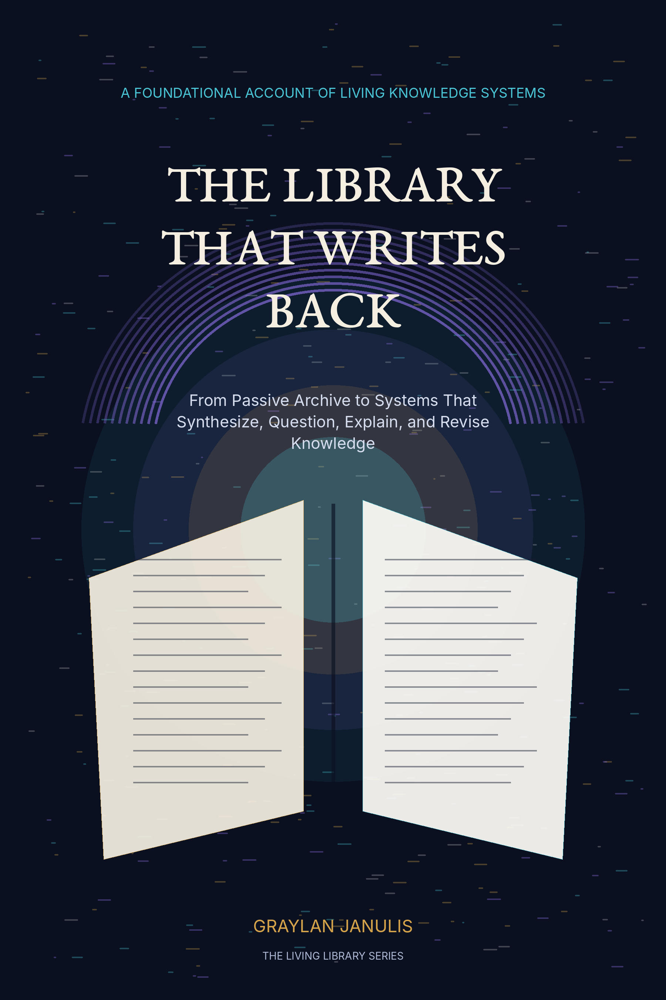 A FOUNDATIONAL ACCOUNT OF LIVING KNOWLEDGE SYSTEMS
THE LIBRARY
THAT WRITES
BACK
From Passive Archive to Systems That
Synthesize, Question, Explain, and Revise
Knowledge
GRAYLAN JANULIS
THE LIVING LIBRARY SERIES